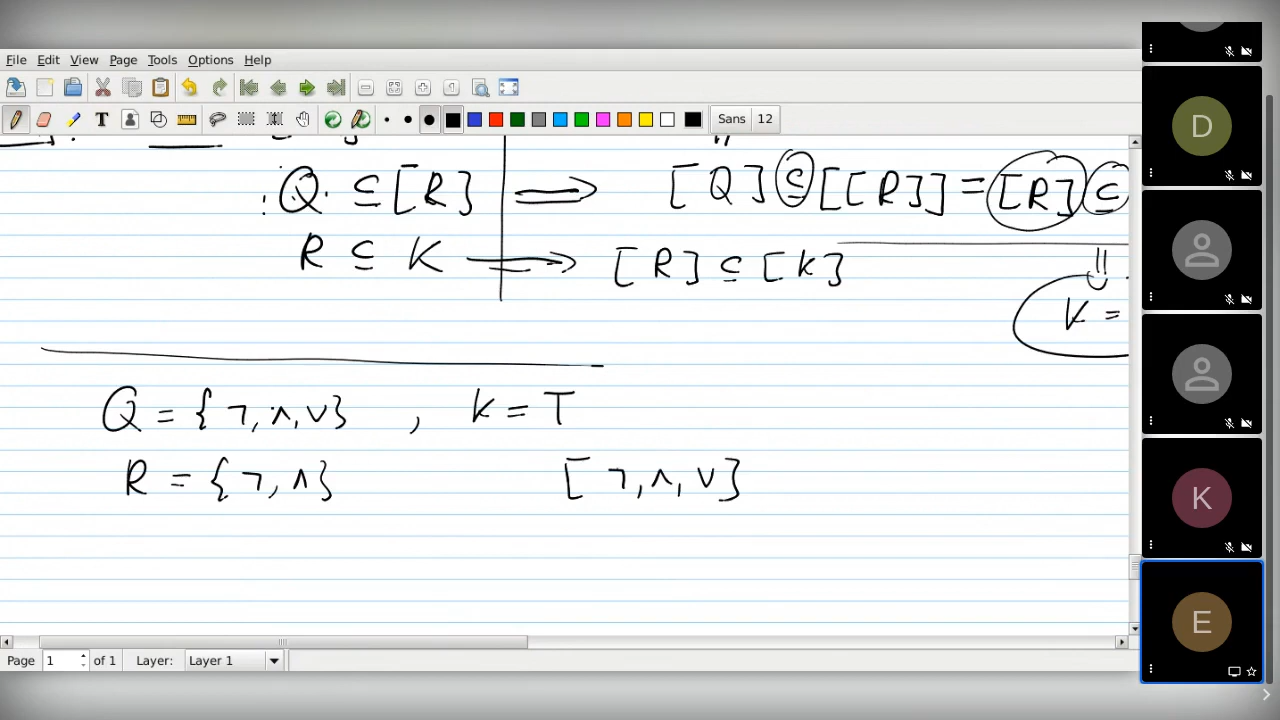 File Edit View Page Tools Options Help
Sans 12
Q ⊆ [R] ⟹ [Q] ⊆ [[R]] = [R] ⊆
R ⊆ K ⟹ [R] ⊆ [K]
K =
Q = {¬, ∧, ∨} , K = T
R = {¬, ∧} [¬, ∧, ∨]
Page 1 of 1 Layer: Layer 1
D
K
E